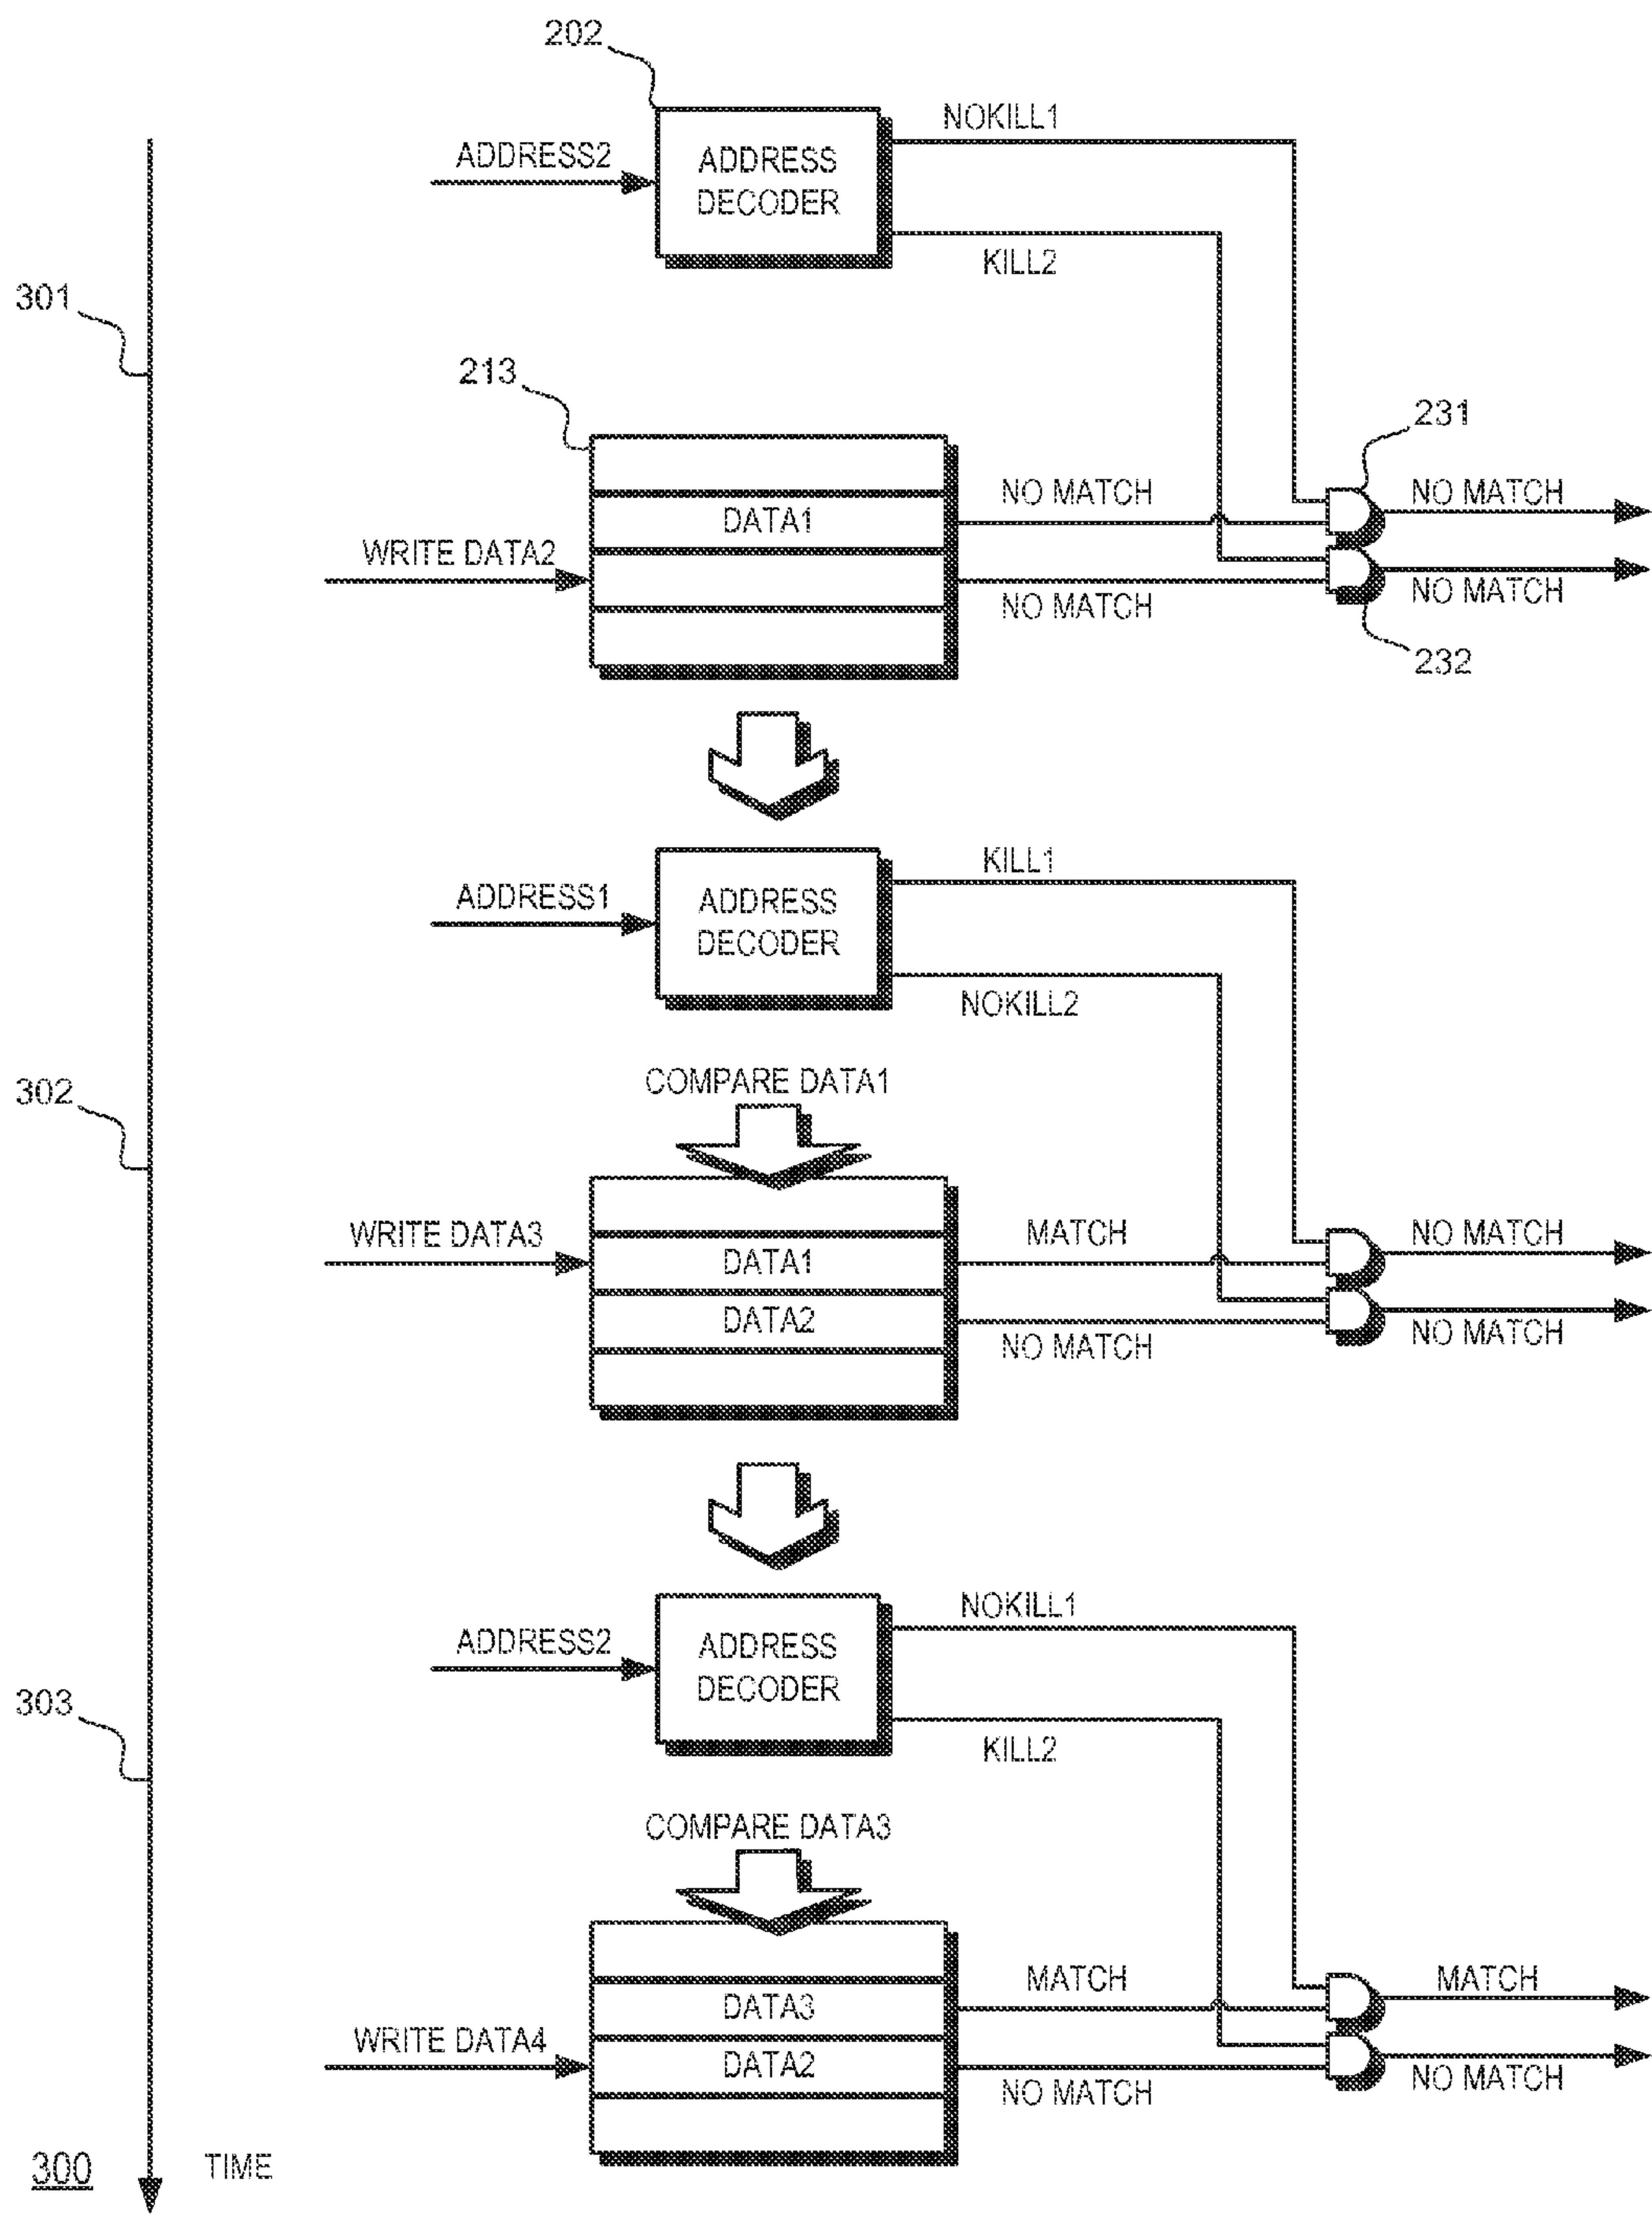 202
NOKILL1
ADDRESS2
ADDRESS
DECODER
KILL2
301
213
231
NO MATCH
NO MATCH
DATA1
WRITE DATA2
NO MATCH
NO MATCH
232
KILL1
ADDRESS1
ADDRESS
DECODER
NOKILL2
COMPARE DATA1
302
WRITE DATA3
MATCH
NO MATCH
DATA1
DATA2
NO MATCH
NO MATCH
NOKILL1
ADDRESS2
ADDRESS
DECODER
303
KILL2
COMPARE DATA3
MATCH
MATCH
DATA3
WRITE DATA4
DATA2
NO MATCH
NO MATCH
300
TIME